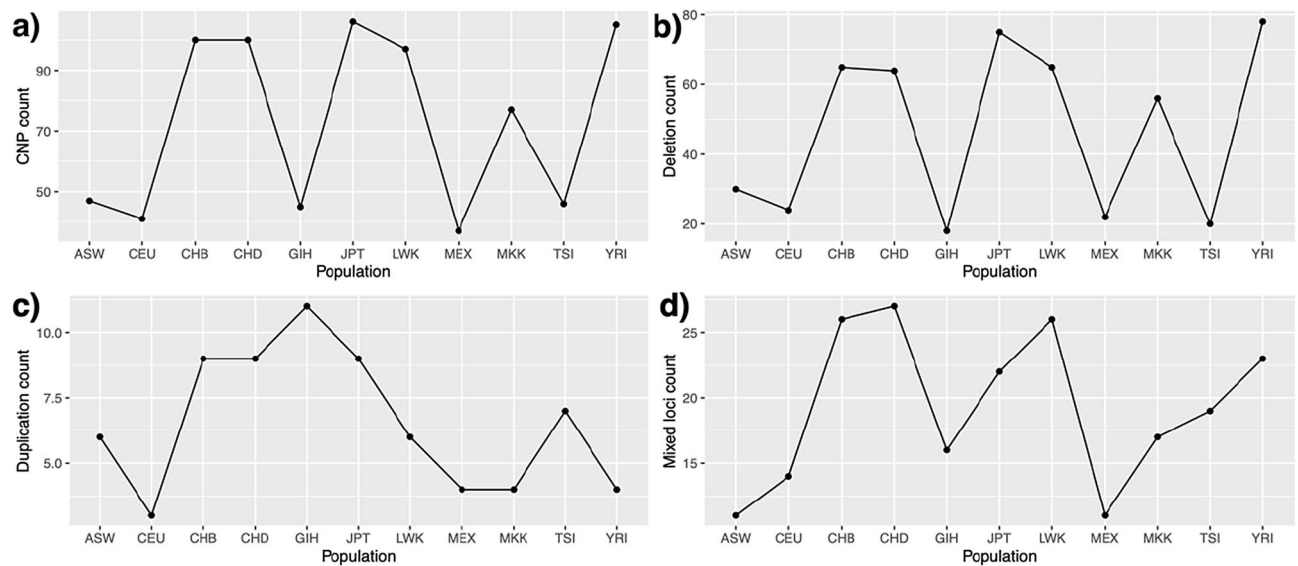 a)
CNP count
90
70
50
ASW CEU CHB CHD GIH JPT LWK MEX MKK TSI YRI
Population
b)
Deletion count
80
60
40
20
ASW CEU CHB CHD GIH JPT LWK MEX MKK TSI YRI
Population
c)
Duplication count
10.0
7.5
5.0
ASW CEU CHB CHD GIH JPT LWK MEX MKK TSI YRI
Population
d)
Mixed loci count
25
20
15
ASW CEU CHB CHD GIH JPT LWK MEX MKK TSI YRI
Population